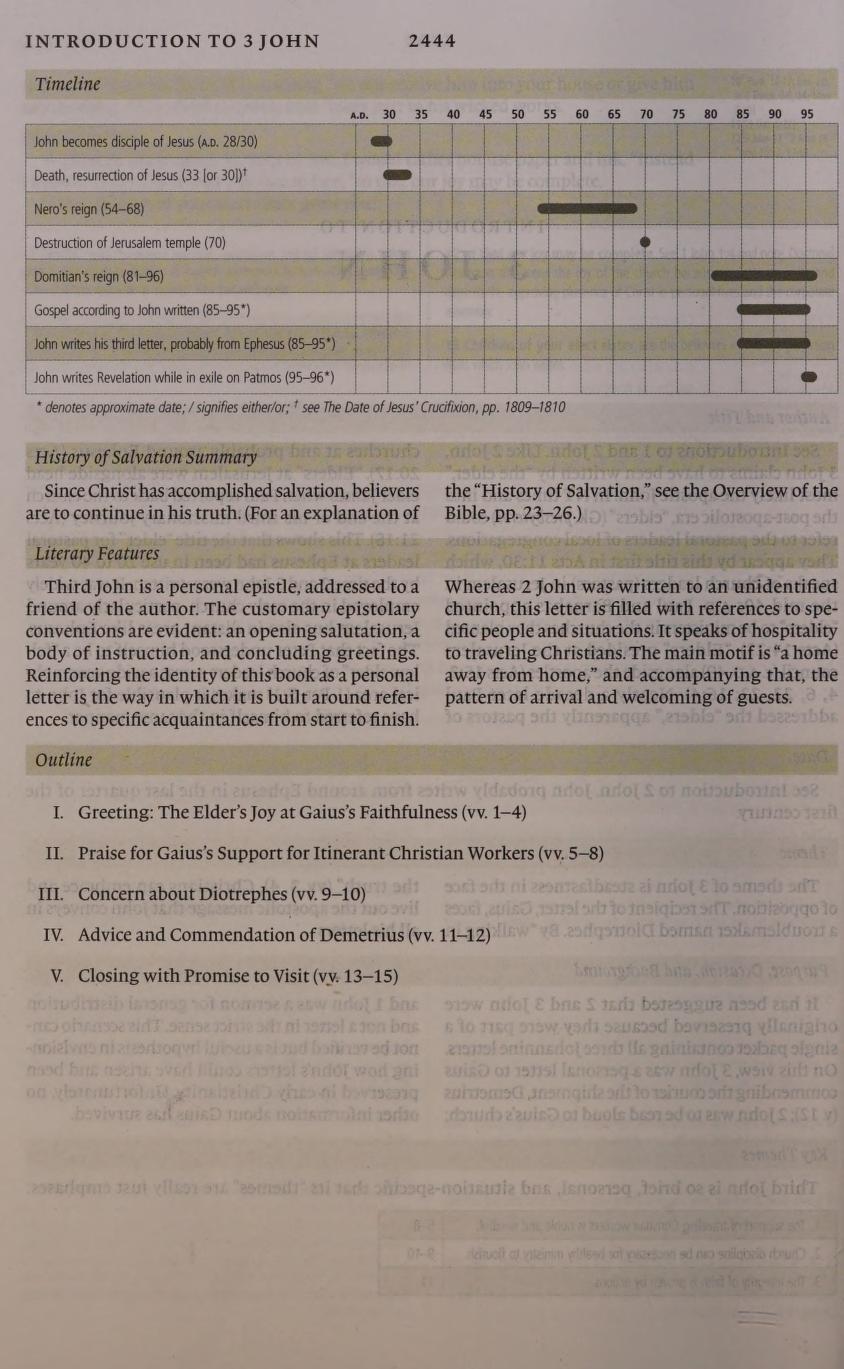 INTRODUCTION TO 3 JOHN 2444
Timeline
A.D. 30 35 40 45 50 55 60 65 70 75 80 85 90 95
John becomes disciple of Jesus (A.D. 28/30)
Death, resurrection of Jesus (33 [or 30])†
Nero's reign (54–68)
Destruction of Jerusalem temple (70)
Domitian's reign (81–96)
Gospel according to John written (85–95*)
John writes his third letter, probably from Ephesus (85–95*)
John writes Revelation while in exile on Patmos (95–96*)
* denotes approximate date; / signifies either/or; † see The Date of Jesus' Crucifixion, pp. 1809–1810
History of Salvation Summary
Since Christ has accomplished salvation, believers
are to continue in his truth. (For an explanation of
the “History of Salvation,” see the Overview of the
Bible, pp. 23–26.)
Literary Features
Third John is a personal epistle, addressed to a
friend of the author. The customary epistolary
conventions are evident: an opening salutation, a
body of instruction, and concluding greetings.
Reinforcing the identity of this book as a personal
letter is the way in which it is built around refer-
ences to specific acquaintances from start to finish.
Whereas 2 John was written to an unidentified
church, this letter is filled with references to spe-
cific people and situations. It speaks of hospitality
to traveling Christians. The main motif is “a home
away from home,” and accompanying that, the
pattern of arrival and welcoming of guests.
Outline
I. Greeting: The Elder's Joy at Gaius's Faithfulness (vv. 1–4)
II. Praise for Gaius's Support for Itinerant Christian Workers (vv. 5–8)
III. Concern about Diotrephes (vv. 9–10)
IV. Advice and Commendation of Demetrius (vv. 11–12)
V. Closing with Promise to Visit (vv. 13–15)